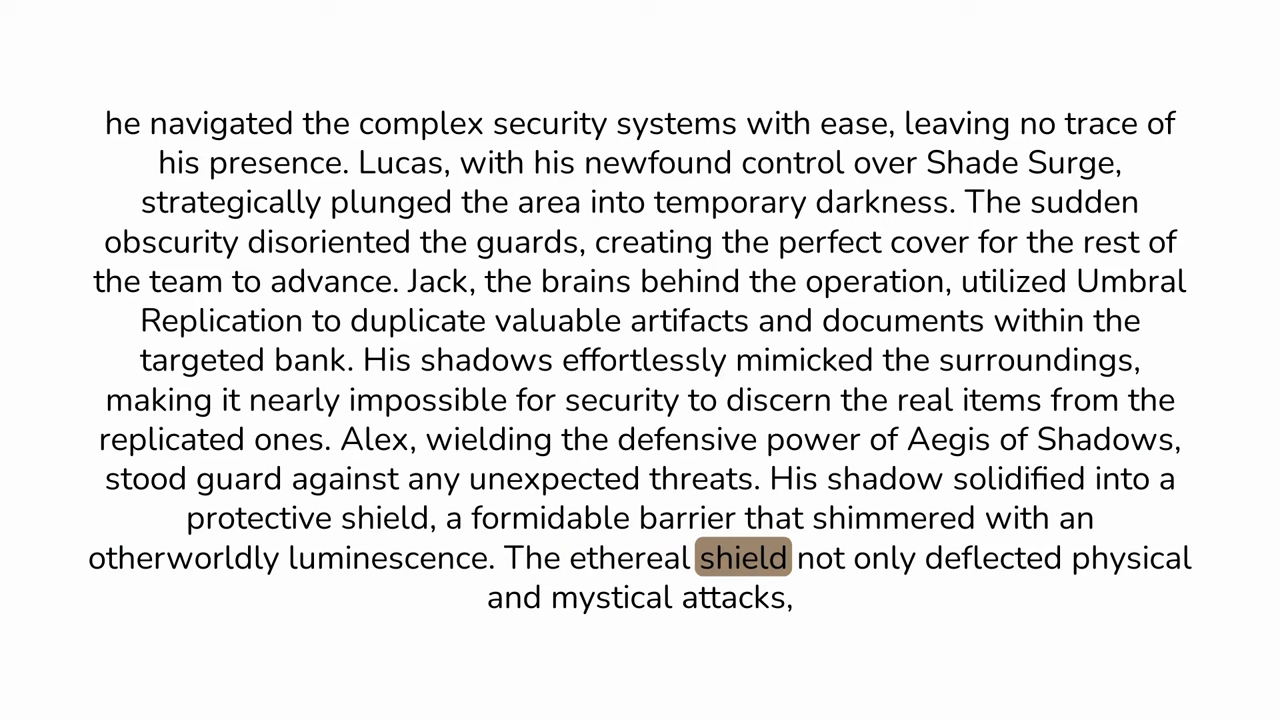 he navigated the complex security systems with ease, leaving no trace of
his presence. Lucas, with his newfound control over Shade Surge,
strategically plunged the area into temporary darkness. The sudden
obscurity disoriented the guards, creating the perfect cover for the rest of
the team to advance. Jack, the brains behind the operation, utilized Umbral
Replication to duplicate valuable artifacts and documents within the
targeted bank. His shadows effortlessly mimicked the surroundings,
making it nearly impossible for security to discern the real items from the
replicated ones. Alex, wielding the defensive power of Aegis of Shadows,
stood guard against any unexpected threats. His shadow solidified into a
protective shield, a formidable barrier that shimmered with an
otherworldly luminescence. The ethereal shield not only deflected physical
and mystical attacks,